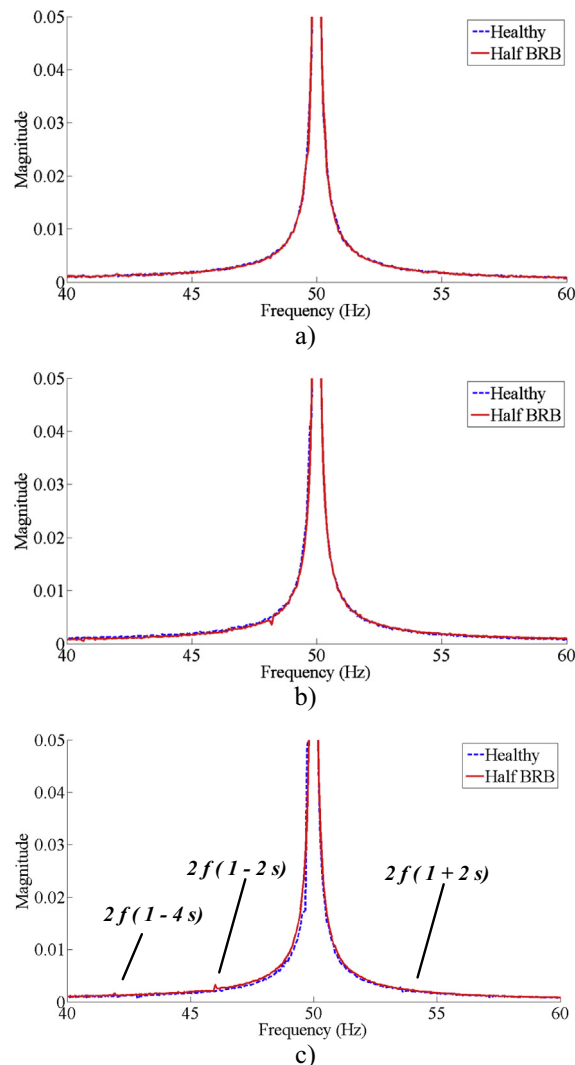 0.05
0.04
0.03
0.02
0.01
0
Magnitude
Healthy
Half BRB
40 45 50 55 60
Frequency (Hz)
a)
0.05
0.04
0.03
0.02
0.01
0
Magnitude
Healthy
Half BRB
40 45 50 55 60
Frequency (Hz)
b)
0.05
0.04
0.03
0.02
0.01
0
Magnitude
Healthy
Half BRB
2 f ( 1 - 2 s )
2 f ( 1 + 2 s )
2 f ( 1 - 4 s )
40 45 50 55 60
Frequency (Hz)
c)